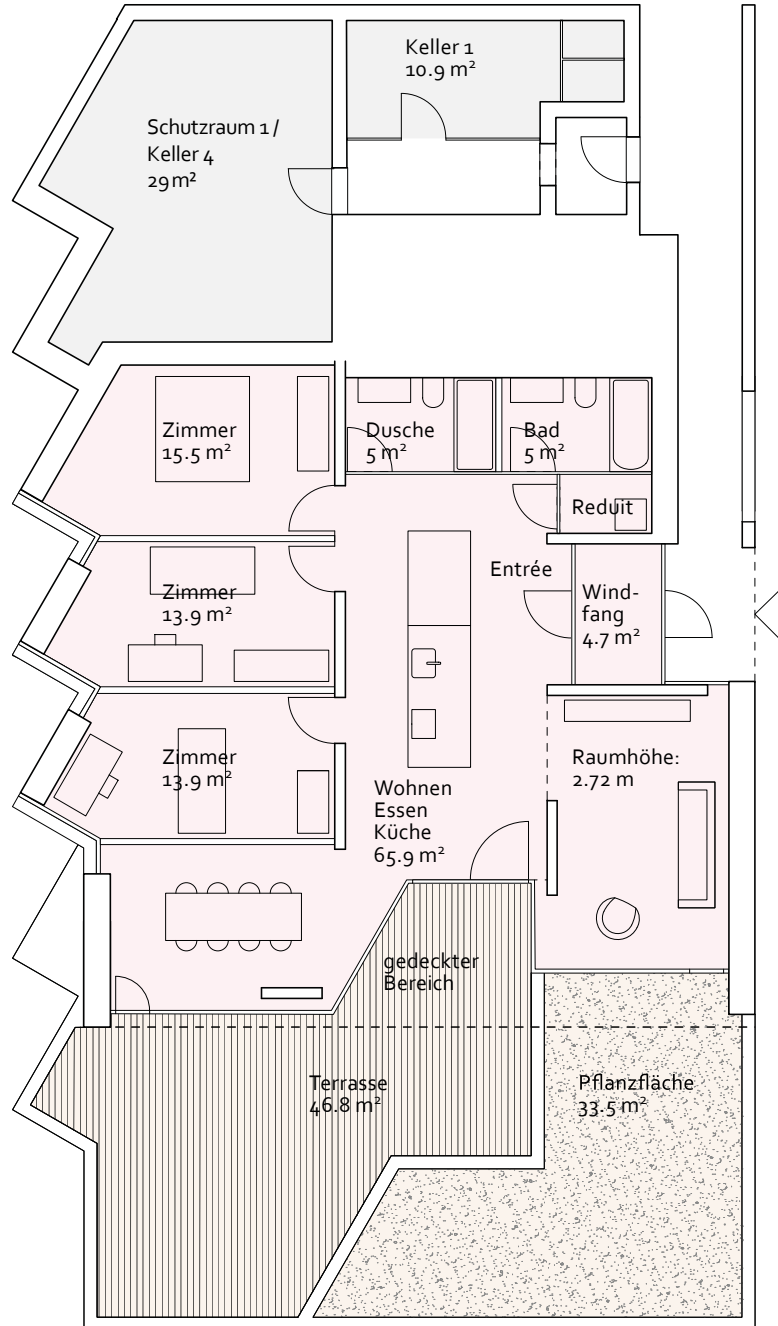 Keller 1
10.9 m²
Schutzraum 1 /
Keller 4
29 m²
Zimmer
15.5 m²
Dusche
5 m²
Bad
5 m²
Reduit
Zimmer
13.9 m²
Entrée
Wind-
fang
4.7 m²
Zimmer
13.9 m²
Raumhöhe:
2.72 m
Wohnen
Essen
Küche
65.9 m²
gedeckter
Bereich
Terrasse
46.8 m²
Pflanzfläche
33.5 m²